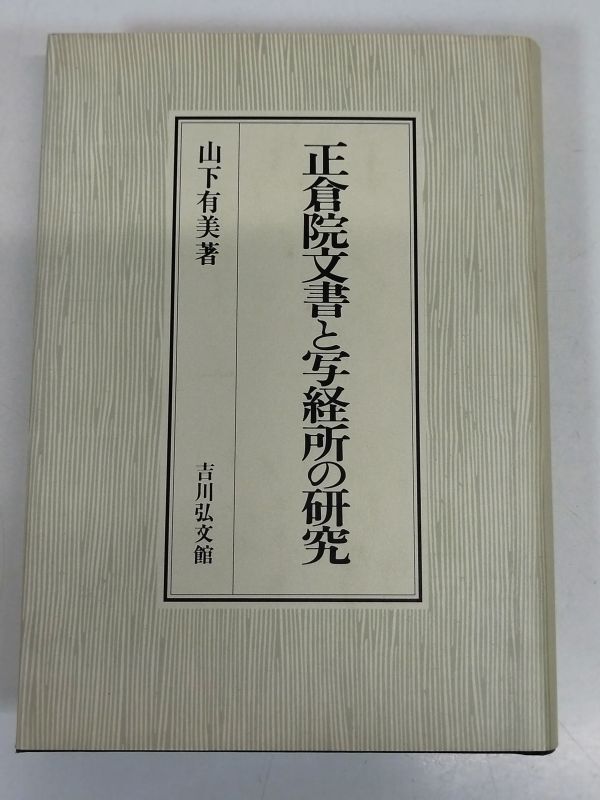 正倉院文書と写経所の研究
山下有美著
吉川弘文館